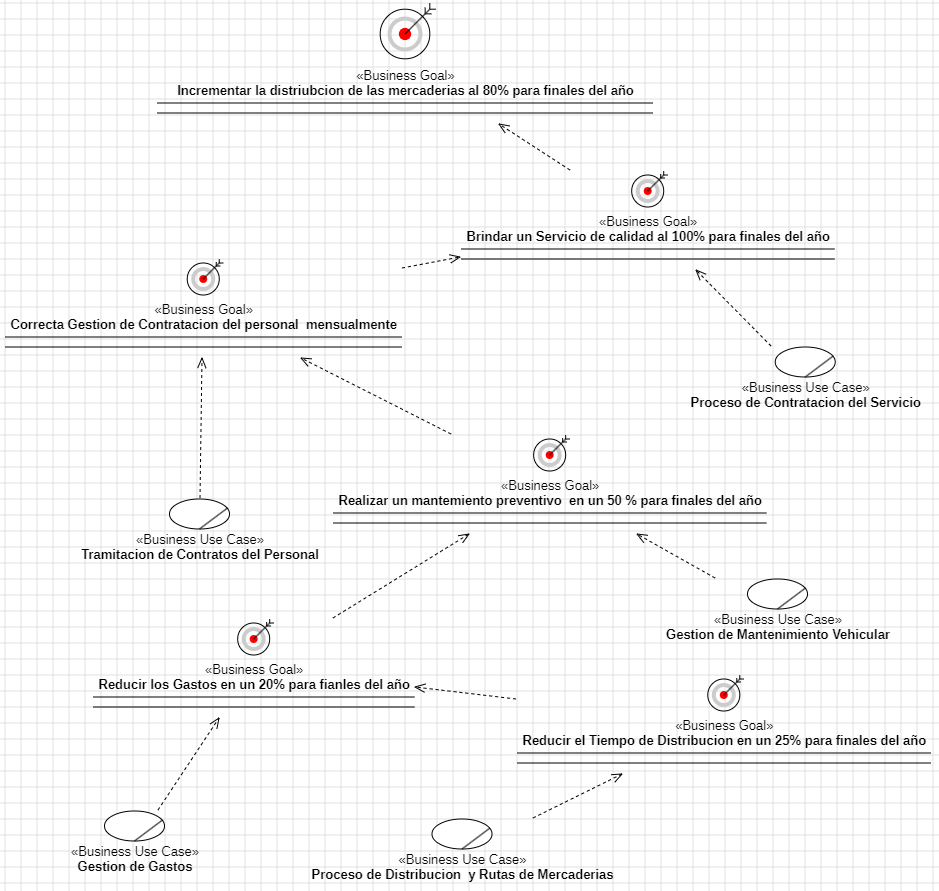 «Business Goal»
Incrementar la distriubcion de las mercaderias al 80% para finales del año
«Business Goal»
Brindar un Servicio de calidad al 100% para finales del año
«Business Goal»
Correcta Gestion de Contratacion del personal  mensualmente
«Business Use Case»
Proceso de Contratacion del Servicio
«Business Goal»
Realizar un mantemiento preventivo  en un 50 % para finales del año
«Business Use Case»
Tramitacion de Contratos del Personal
«Business Use Case»
Gestion de Mantenimiento Vehicular
«Business Goal»
Reducir los Gastos en un 20% para fianles del año
«Business Goal»
Reducir el Tiempo de Distribucion en un 25% para finales del año
«Business Use Case»
Gestion de Gastos
«Business Use Case»
Proceso de Distribucion  y Rutas de Mercaderias